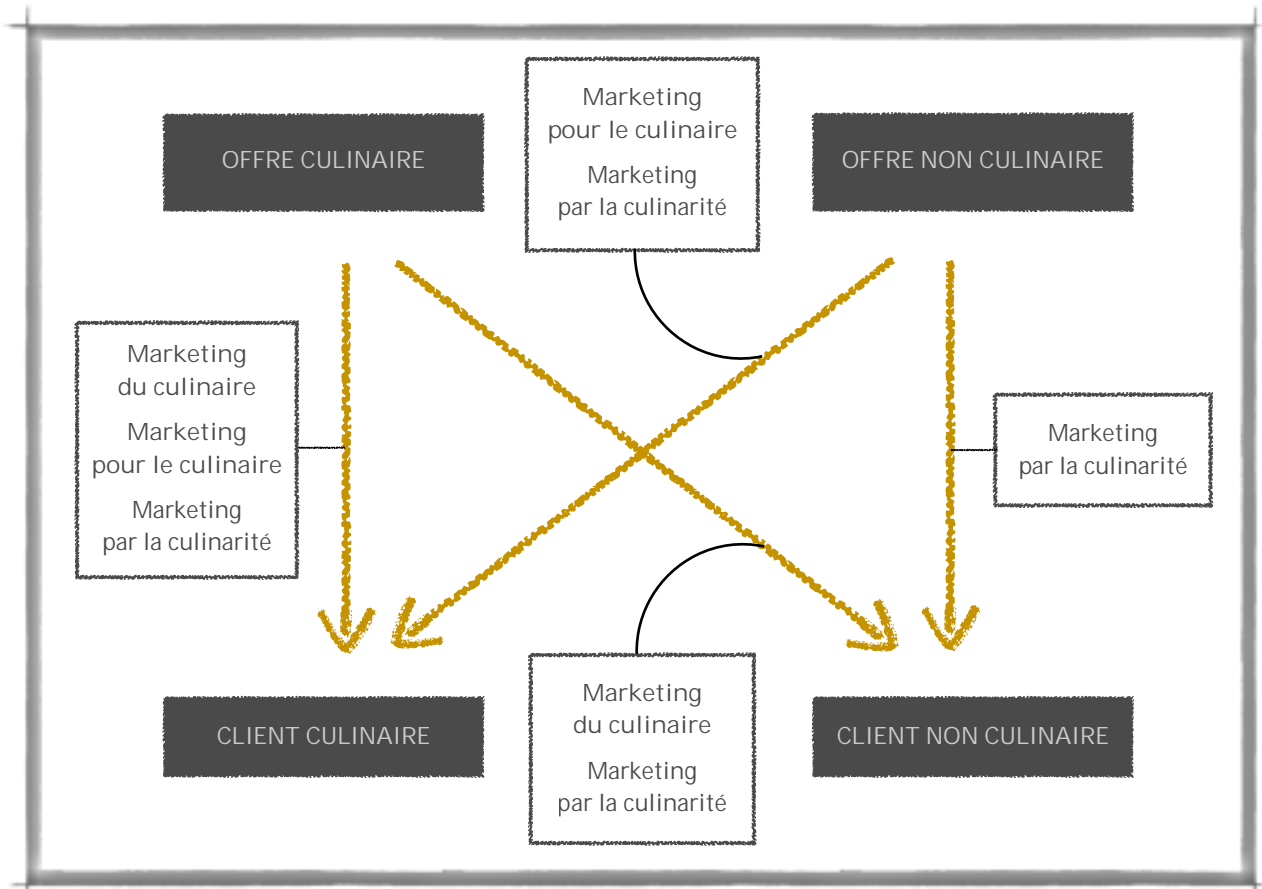 OFFRE CULINAIRE
Marketing
pour le culinaire
Marketing
par la culinarité
OFFRE NON CULINAIRE
Marketing
du culinaire
Marketing
pour le culinaire
Marketing
par la culinarité
Marketing
par la culinarité
CLIENT CULINAIRE
Marketing
du culinaire
Marketing
par la culinarité
CLIENT NON CULINAIRE